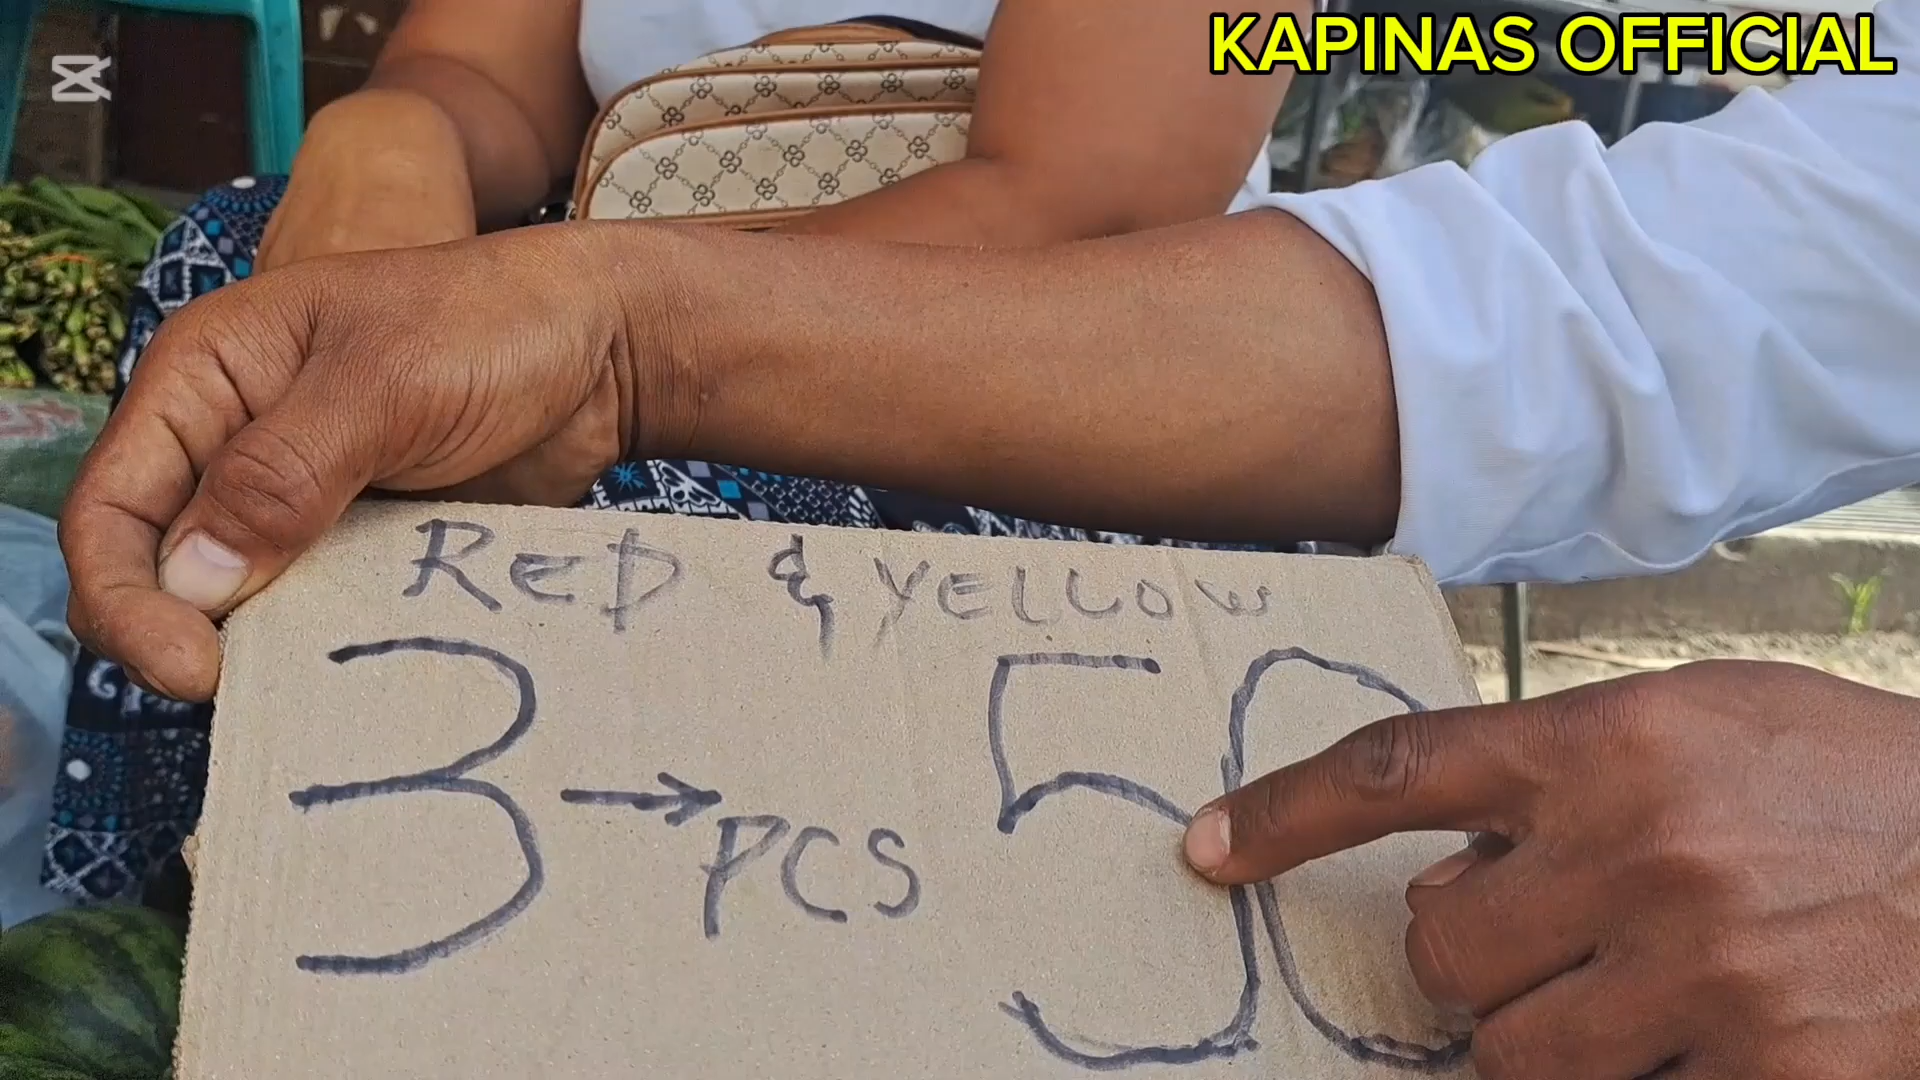 KAPINAS OFFICIAL
RED & YELLOW
3 → PCS 50